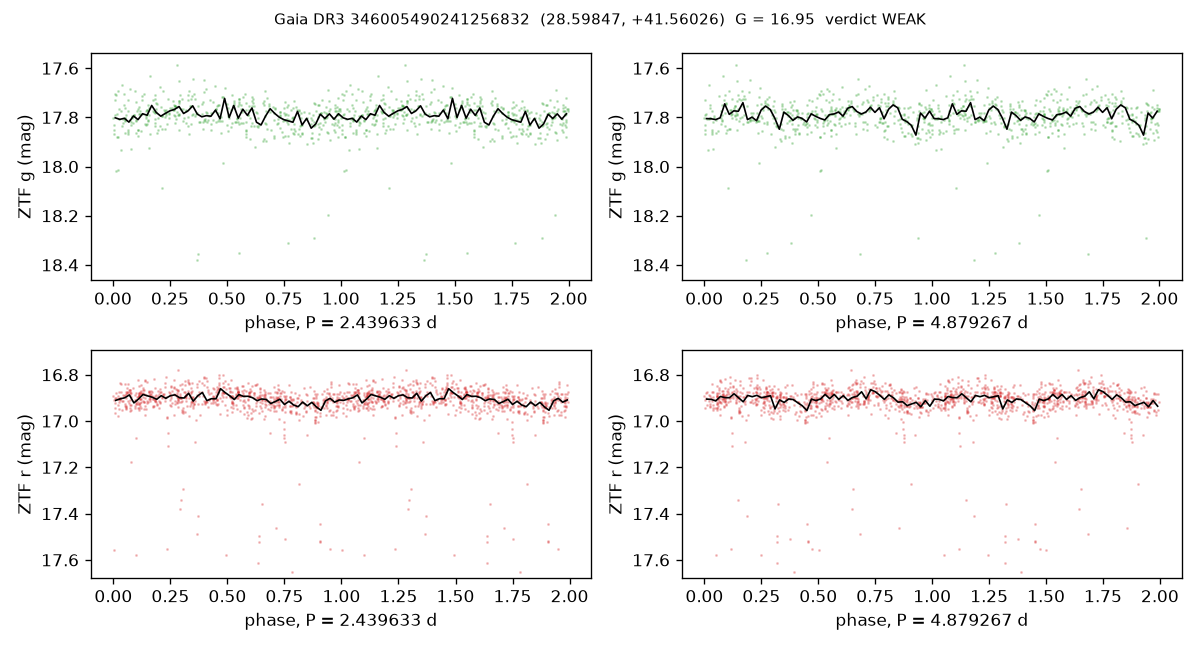 Gaia DR3 346005490241256832 (28.59847, +41.56026) G = 16.95 verdict WEAK
ZTF g (mag)
17.6
17.8
18.0
18.2
18.4
0.00 0.25 0.50 0.75 1.00 1.25 1.50 1.75 2.00
phase, P = 2.439633 d
ZTF g (mag)
17.6
17.8
18.0
18.2
18.4
0.00 0.25 0.50 0.75 1.00 1.25 1.50 1.75 2.00
phase, P = 4.879267 d
ZTF r (mag)
16.8
17.0
17.2
17.4
17.6
0.00 0.25 0.50 0.75 1.00 1.25 1.50 1.75 2.00
phase, P = 2.439633 d
ZTF r (mag)
16.8
17.0
17.2
17.4
17.6
0.00 0.25 0.50 0.75 1.00 1.25 1.50 1.75 2.00
phase, P = 4.879267 d